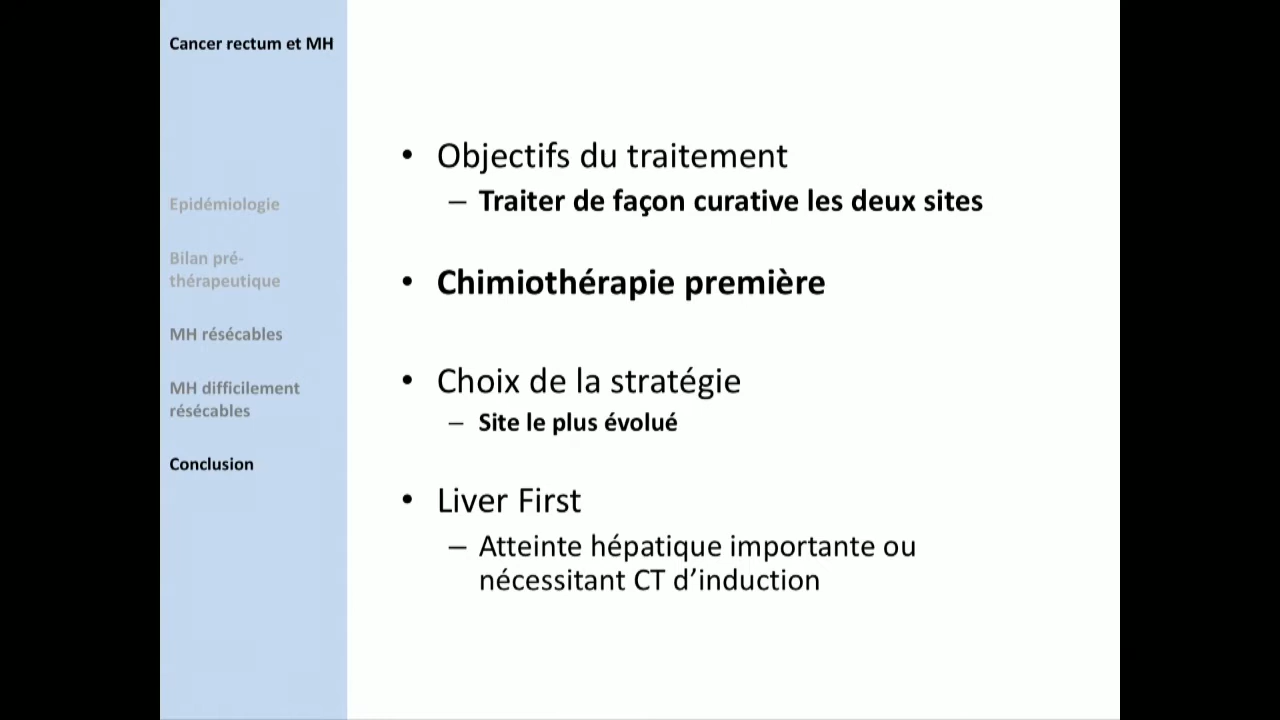 Cancer rectum et MH
Epidémiologie
Bilan pré-
thérapeutique
MH résécables
MH difficilement
résécables
Conclusion
• Objectifs du traitement
– Traiter de façon curative les deux sites
• Chimiothérapie première
• Choix de la stratégie
– Site le plus évolué
• Liver First
– Atteinte hépatique importante ou
nécessitant CT d’induction